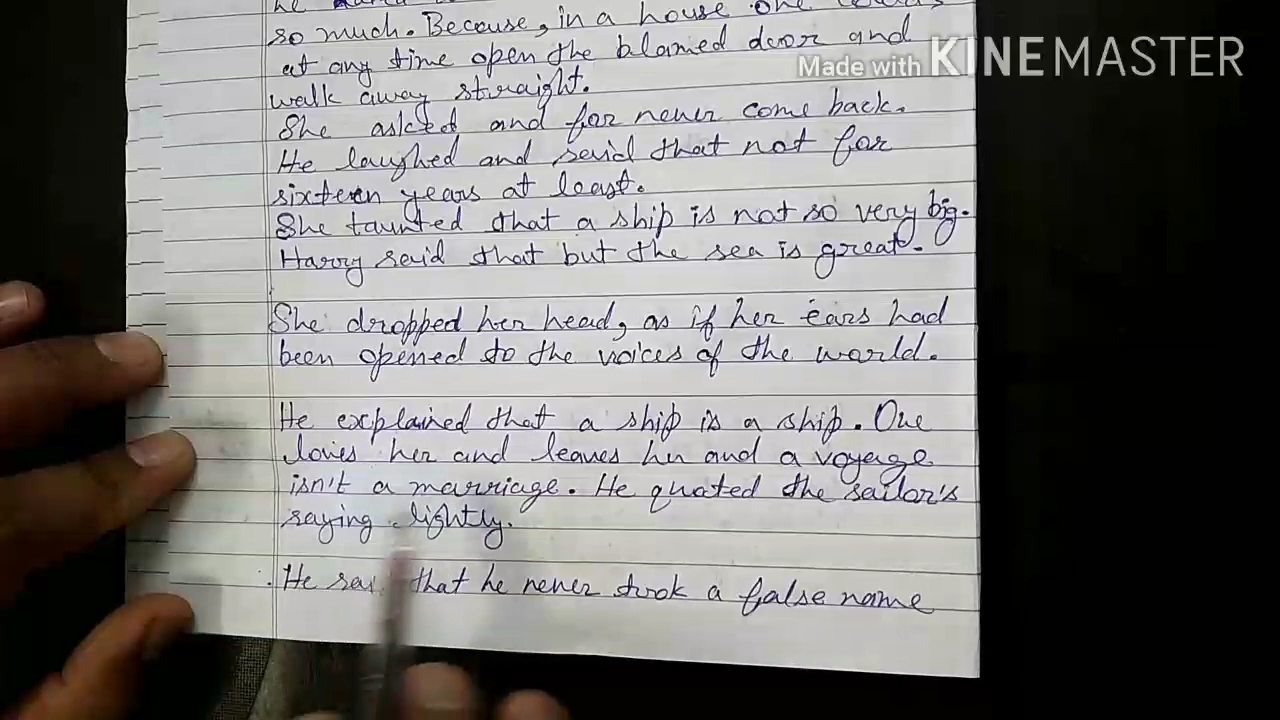 so much. Because, in a house one
at any time open the blamed door and
walk away straight.
She asked and for never come back.
He laughed and said that not for
sixteen years at least.
She taunted that a ship is not so very big.
Harry said that but the sea is great.
She dropped her head, as if her ears had
been opened to the voices of the world.
He explained that a ship is a ship. One
loves her and leaves her and a voyage
isn't a marriage. He quoted the sailor's
saying lightly.
He that he never took a false name
Made with KINEMASTER